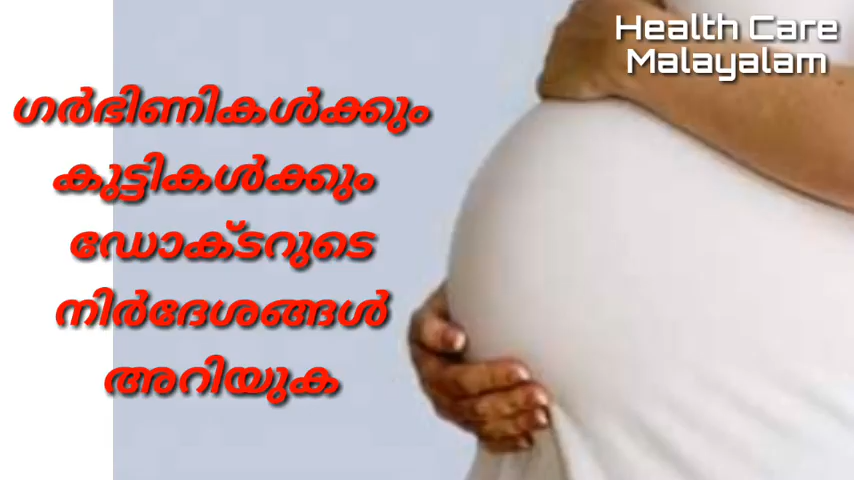 Health Care
Malayalam
ഗർഭിണികൾക്കും
കുട്ടികൾക്കും
ഡോക്ടറുടെ
നിർദേശങ്ങൾ
അറിയുക